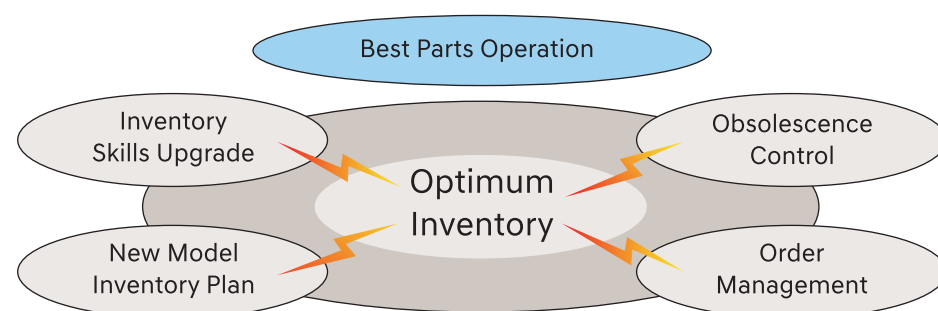 Best Parts Operation
Inventory
Skills Upgrade
Obsolescence
Control
Optimum
Inventory
New Model
Inventory Plan
Order
Management